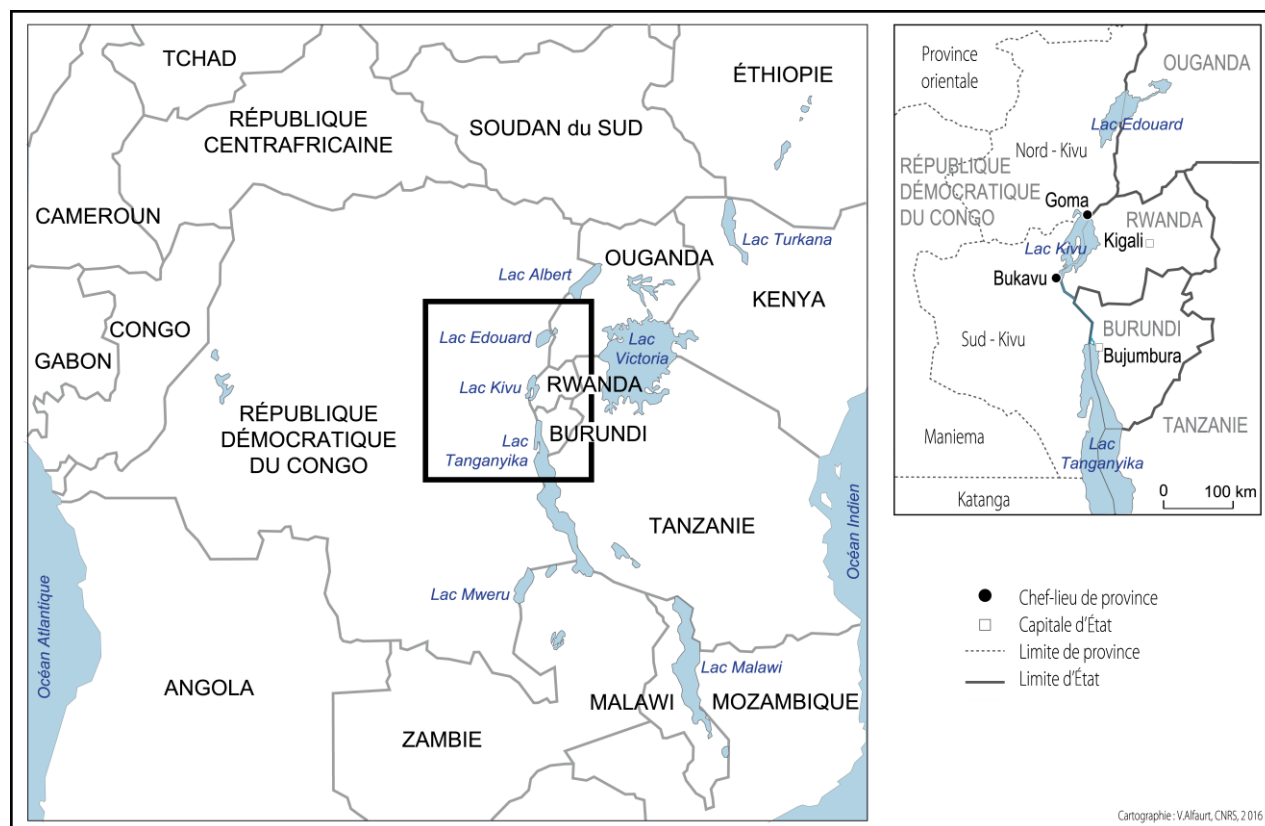 TCHAD
ÉTHIOPIE
RÉPUBLIQUE
CENTRAFRICAINE
SOUDAN du SUD
CAMEROUN
Lac Turkana
OUGANDA
Lac Albert
KENYA
CONGO
Lac Edouard
Lac
Victoria
GABON
Lac Kivu
RWANDA
RÉPUBLIQUE
DÉMOCRATIQUE
DU CONGO
BURUNDI
Lac
Tanganyika
TANZANIE
Océan Indien
Océan Atlantique
Lac Mweru
ANGOLA
Lac Malawi
MALAWI
MOZAMBIQUE
ZAMBIE
Province
orientale
OUGANDA
Lac Edouard
Nord - Kivu
RÉPUBLIQUE
DÉMOCRATIQUE
DU CONGO
Goma
RWANDA
Lac Kivu
Kigali
Bukavu
Sud - Kivu
BURUNDI
Bujumbura
TANZANIE
Maniema
Lac
Tanganyika
0 100 km
Katanga
Chef-lieu de province
Capitale d'État
Limite de province
Limite d'État
Cartographie : V.Alfaurt, CNRS, 2 016